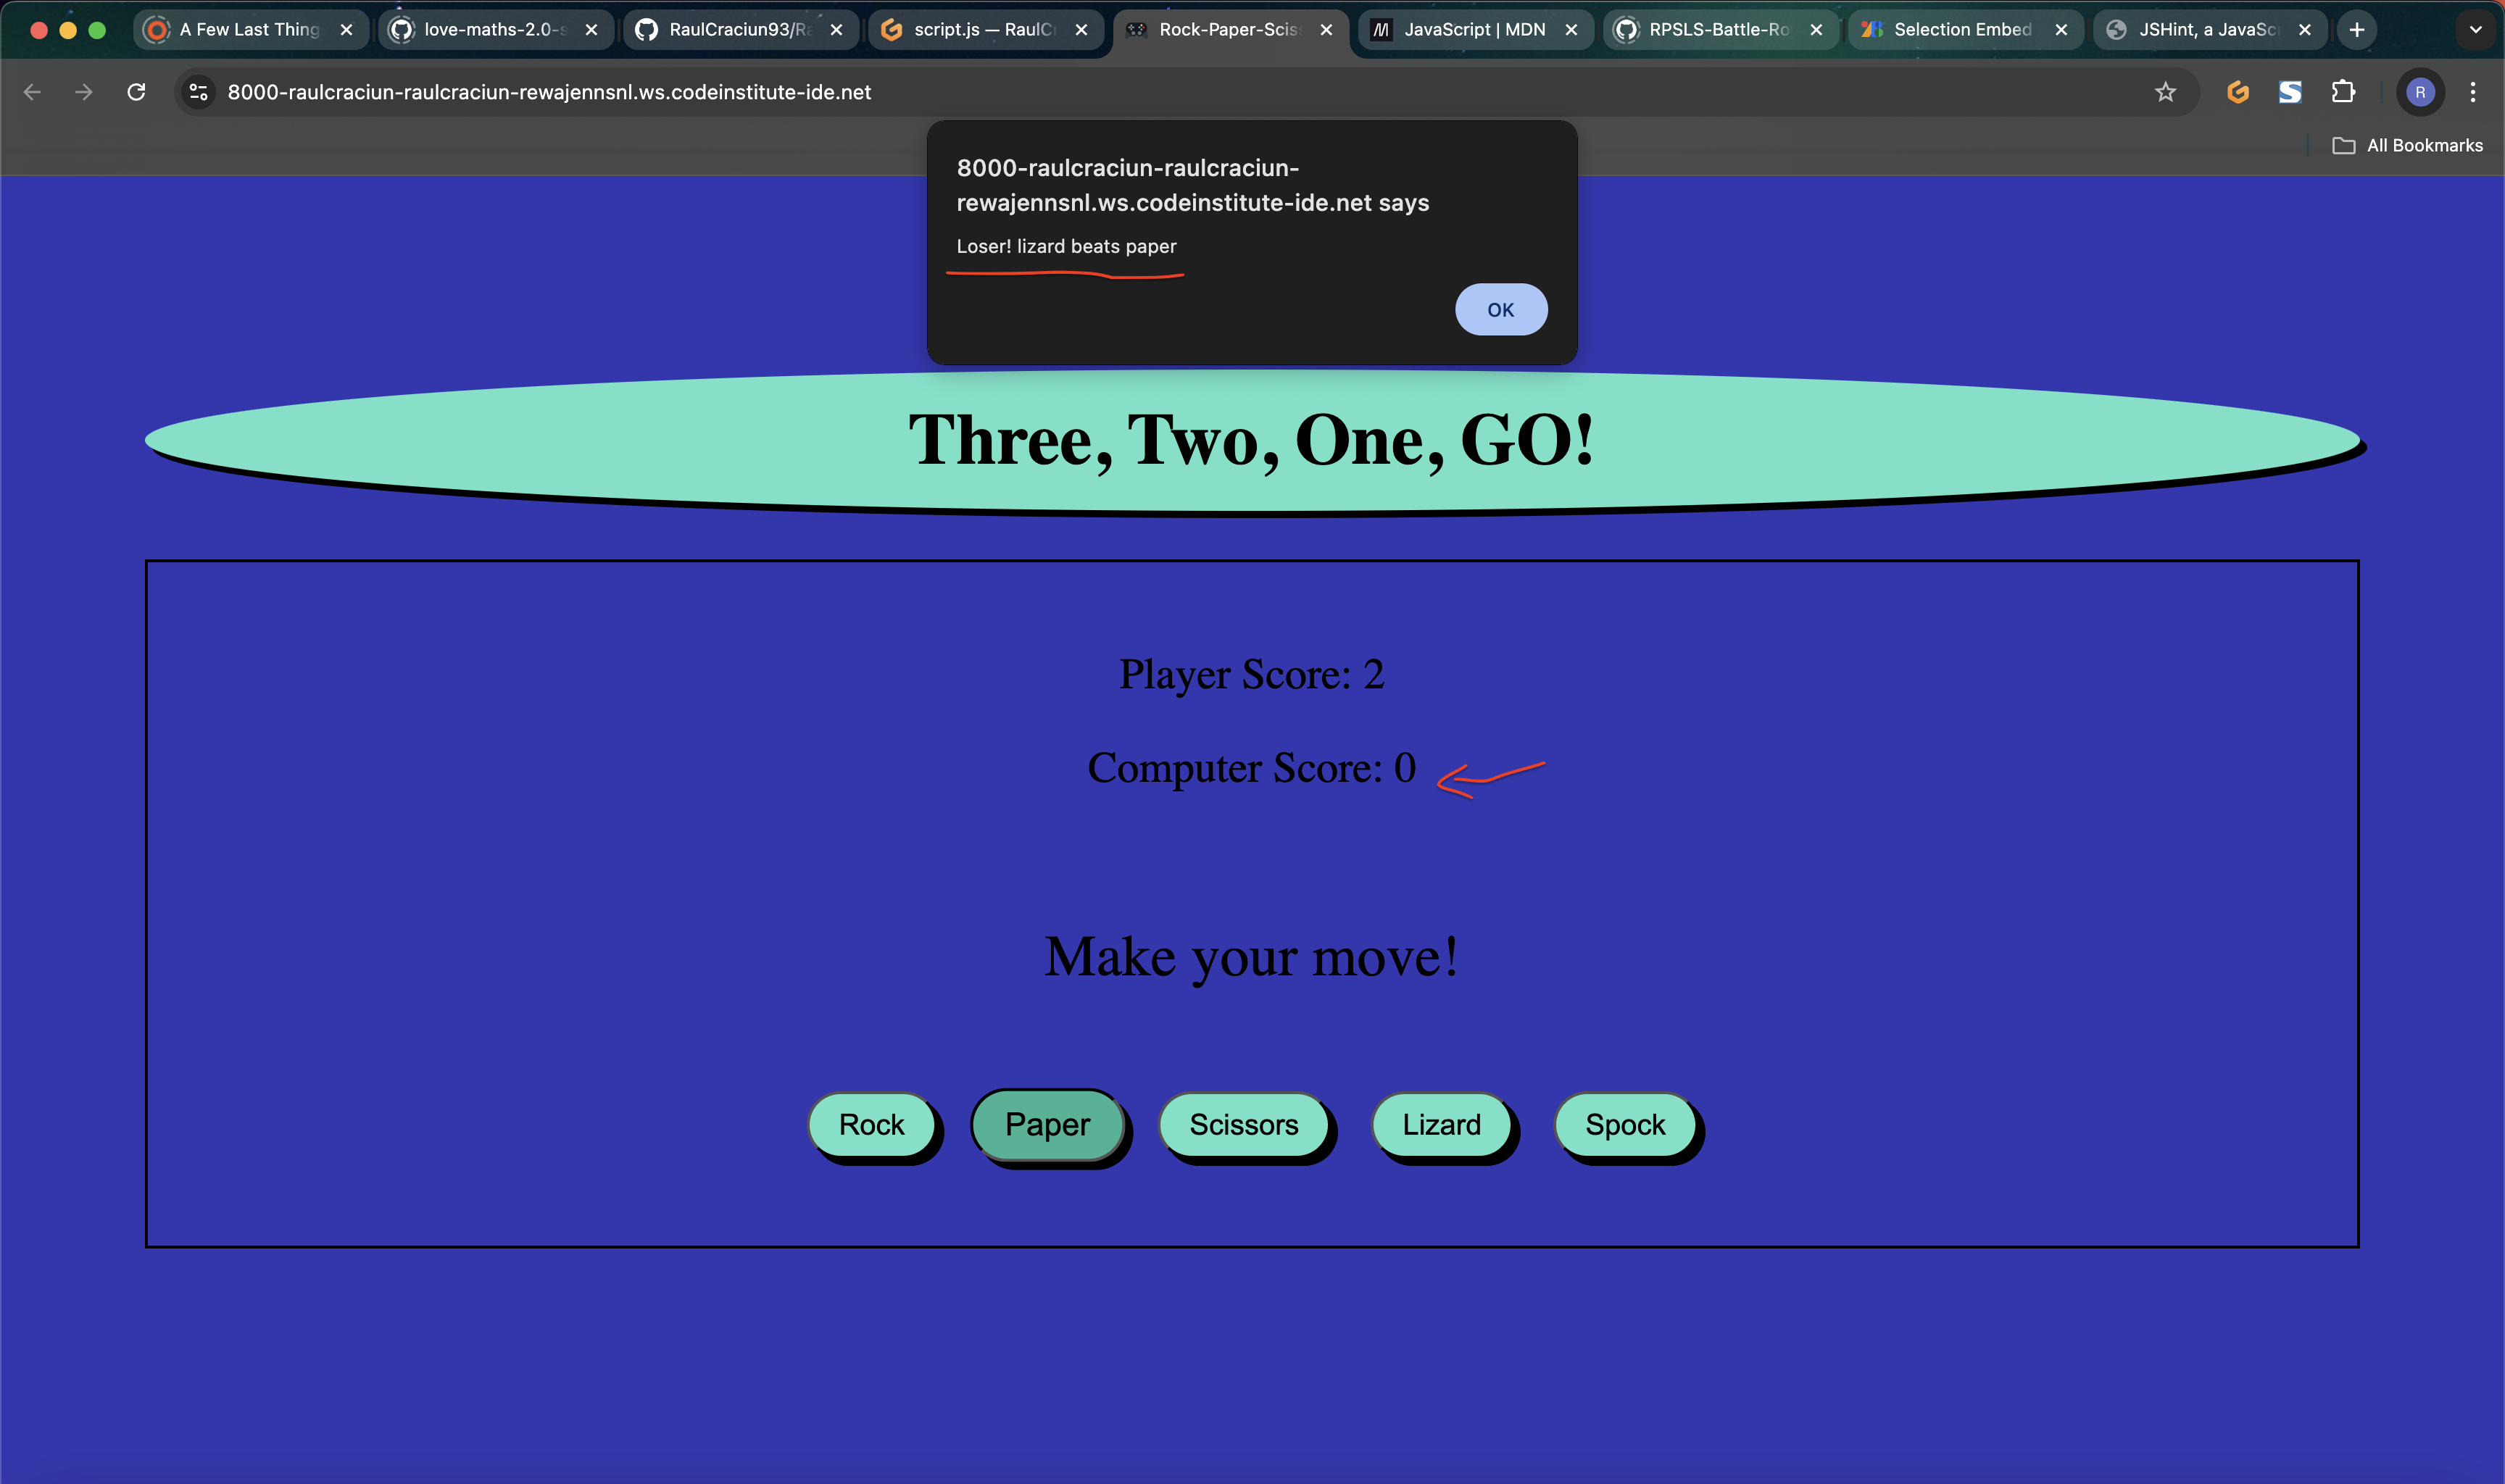 A Few Last Thing
love-maths-2.0-s
RaulCraciun93/Ra
script.js — RaulCr
Rock-Paper-Scis
JavaScript | MDN
RPSLS-Battle-Ro
Selection Embed
JSHint, a JavaSc
8000-raulcraciun-raulcraciun-rewajennsnl.ws.codeinstitute-ide.net
R
All Bookmarks
8000-raulcraciun-raulcraciun-
rewajennsnl.ws.codeinstitute-ide.net says
Loser! lizard beats paper
OK
Three, Two, One, GO!
Player Score: 2
Computer Score: 0
Make your move!
Rock
Paper
Scissors
Lizard
Spock